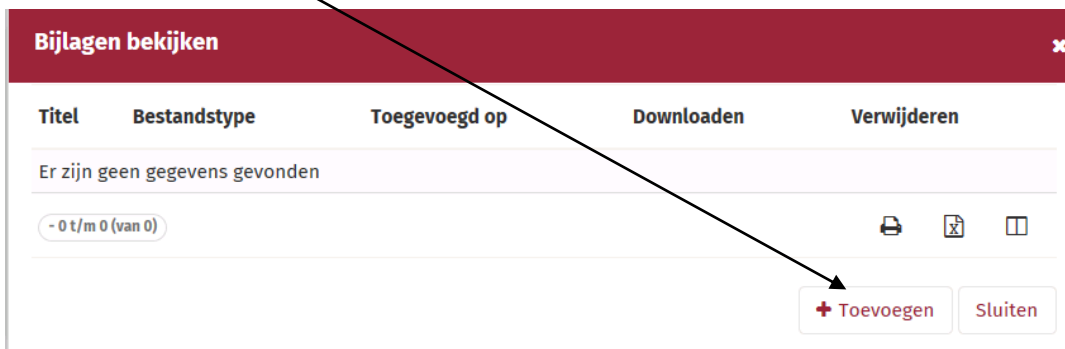 Bijlagen bekijken
Titel Bestandstype Toegevoegd op Downloaden Verwijderen
Er zijn geen gegevens gevonden
- 0 t/m 0 (van 0)
+ Toevoegen Sluiten